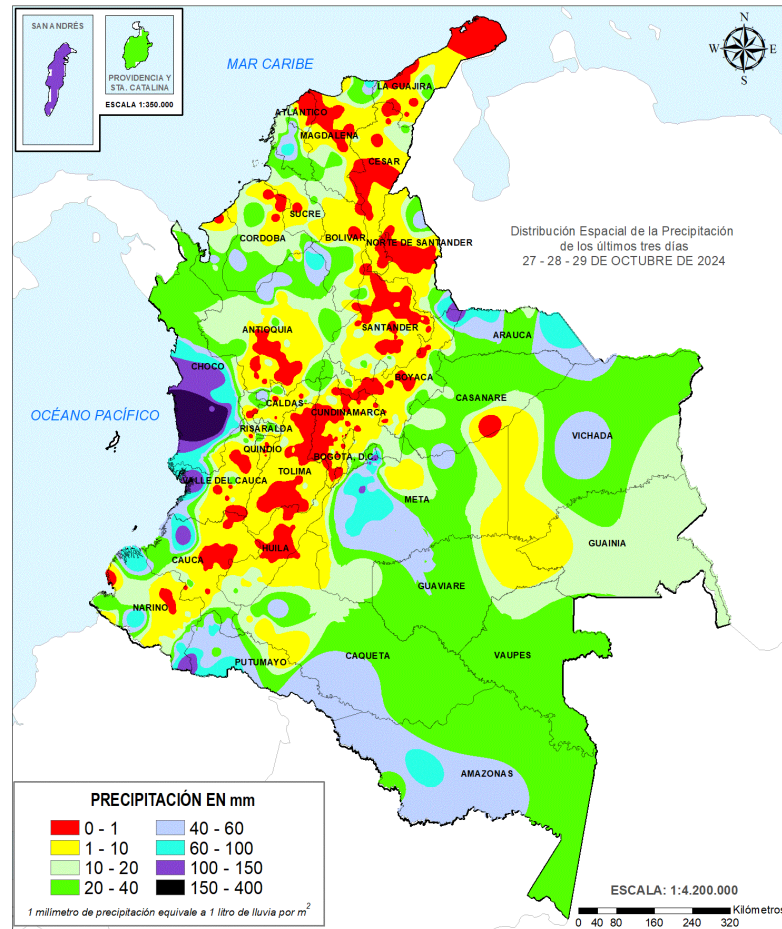 SAN ANDRÉS
PROVIDENCIA Y
STA. CATALINA
ESCALA 1:350.000
MAR CARIBE
N
W
E
S
LA GUAJIRA
ATLÁNTICO
MAGDALENA
CESAR
SUCRE
CORDOBA
BOLIVAR
NORTE DE SANTANDER
Distribución Espacial de la Precipitación
de los últimos tres días
27 - 28 - 29 DE OCTUBRE DE 2024
ANTIOQUIA
SANTANDER
ARAUCA
CHOCO
BOYACA
CASANARE
OCÉANO PACÍFICO
CALDAS
CUNDINAMARCA
RISARALDA
VICHADA
QUINDIO
BOGOTA, D.C.
TOLIMA
VALLE DEL CAUCA
META
GUAINIA
HUILA
CAUCA
GUAVIARE
NARIÑO
PUTUMAYO
CAQUETA
VAUPES
AMAZONAS
PRECIPITACIÓN EN mm
0 - 1
40 - 60
1 - 10
60 - 100
10 - 20
100 - 150
20 - 40
150 - 400
1 milímetro de precipitación equivale a 1 litro de lluvia por m²
ESCALA: 1:4.200.000
Kilómetros
0 40 80 160 240 320